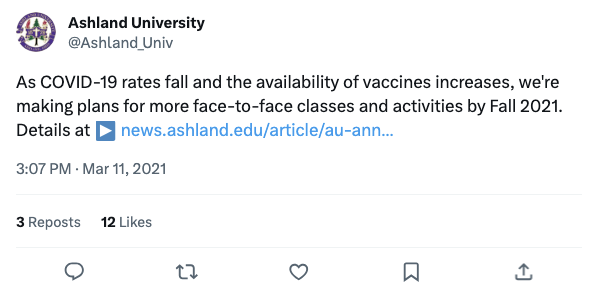 Ashland University
@Ashland_Univ
As COVID-19 rates fall and the availability of vaccines increases, we're
making plans for more face-to-face classes and activities by Fall 2021.
Details at ▶️ news.ashland.edu/article/au-ann...
3:07 PM · Mar 11, 2021
3 Reposts 12 Likes